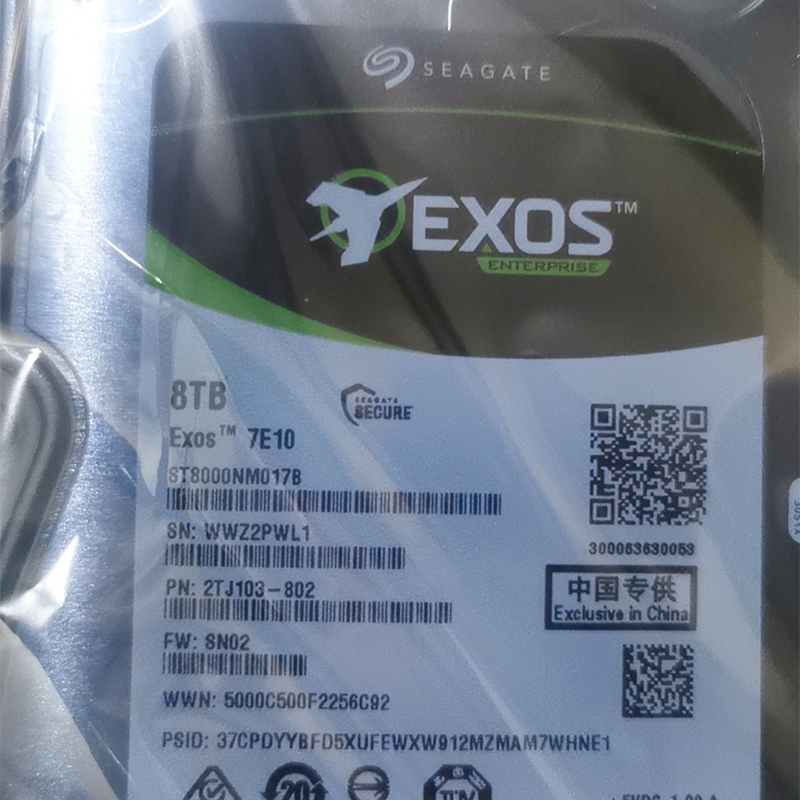 SEAGATE
EXOS™
ENTERPRISE
8TB
SEAGATE
SECURE
Exos™ 7E10
ST8000NM017B
SN: WWZ2PWL1
300063630053
PN: 2TJ103-802
中国专供
Exclusive in China
FW: SN02
WWN: 5000C500F2256C92
PSID: 37CPDYYBFD5XUFEWXW912MZMAM7WHNE1
20